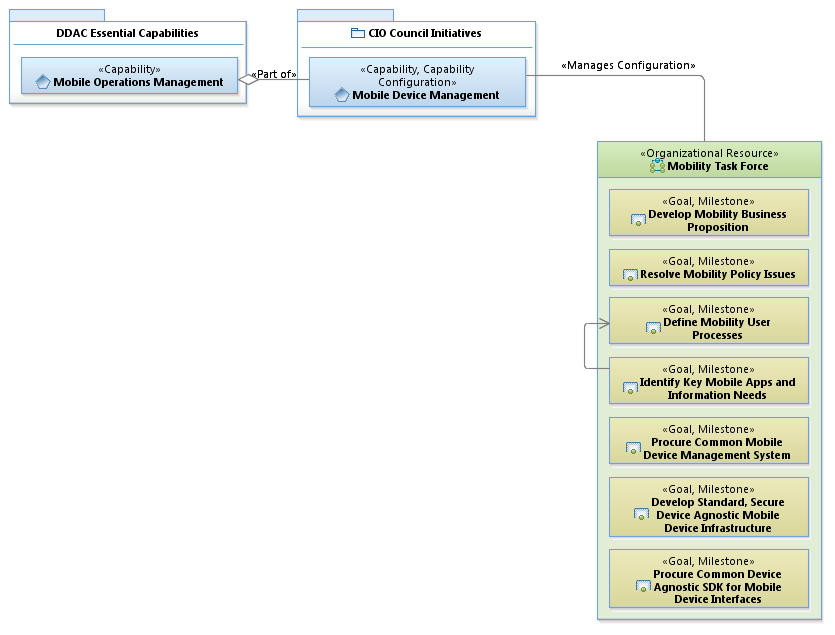 DDAC Essential Capabilities
«Capability»
Mobile Operations Management
«Part of»
CIO Council Initiatives
«Capability, Capability
Configuration»
Mobile Device Management
«Manages Configuration»
«Organizational Resource»
Mobility Task Force
«Goal, Milestone»
Develop Mobility Business
Proposition
«Goal, Milestone»
Resolve Mobility Policy Issues
«Goal, Milestone»
Define Mobility User
Processes
«Goal, Milestone»
Identify Key Mobile Apps and
Information Needs
«Goal, Milestone»
Procure Common Mobile
Device Management System
«Goal, Milestone»
Develop Standard, Secure
Device Agnostic Mobile
Device Infrastructure
«Goal, Milestone»
Procure Common Device
Agnostic SDK for Mobile
Device Interfaces